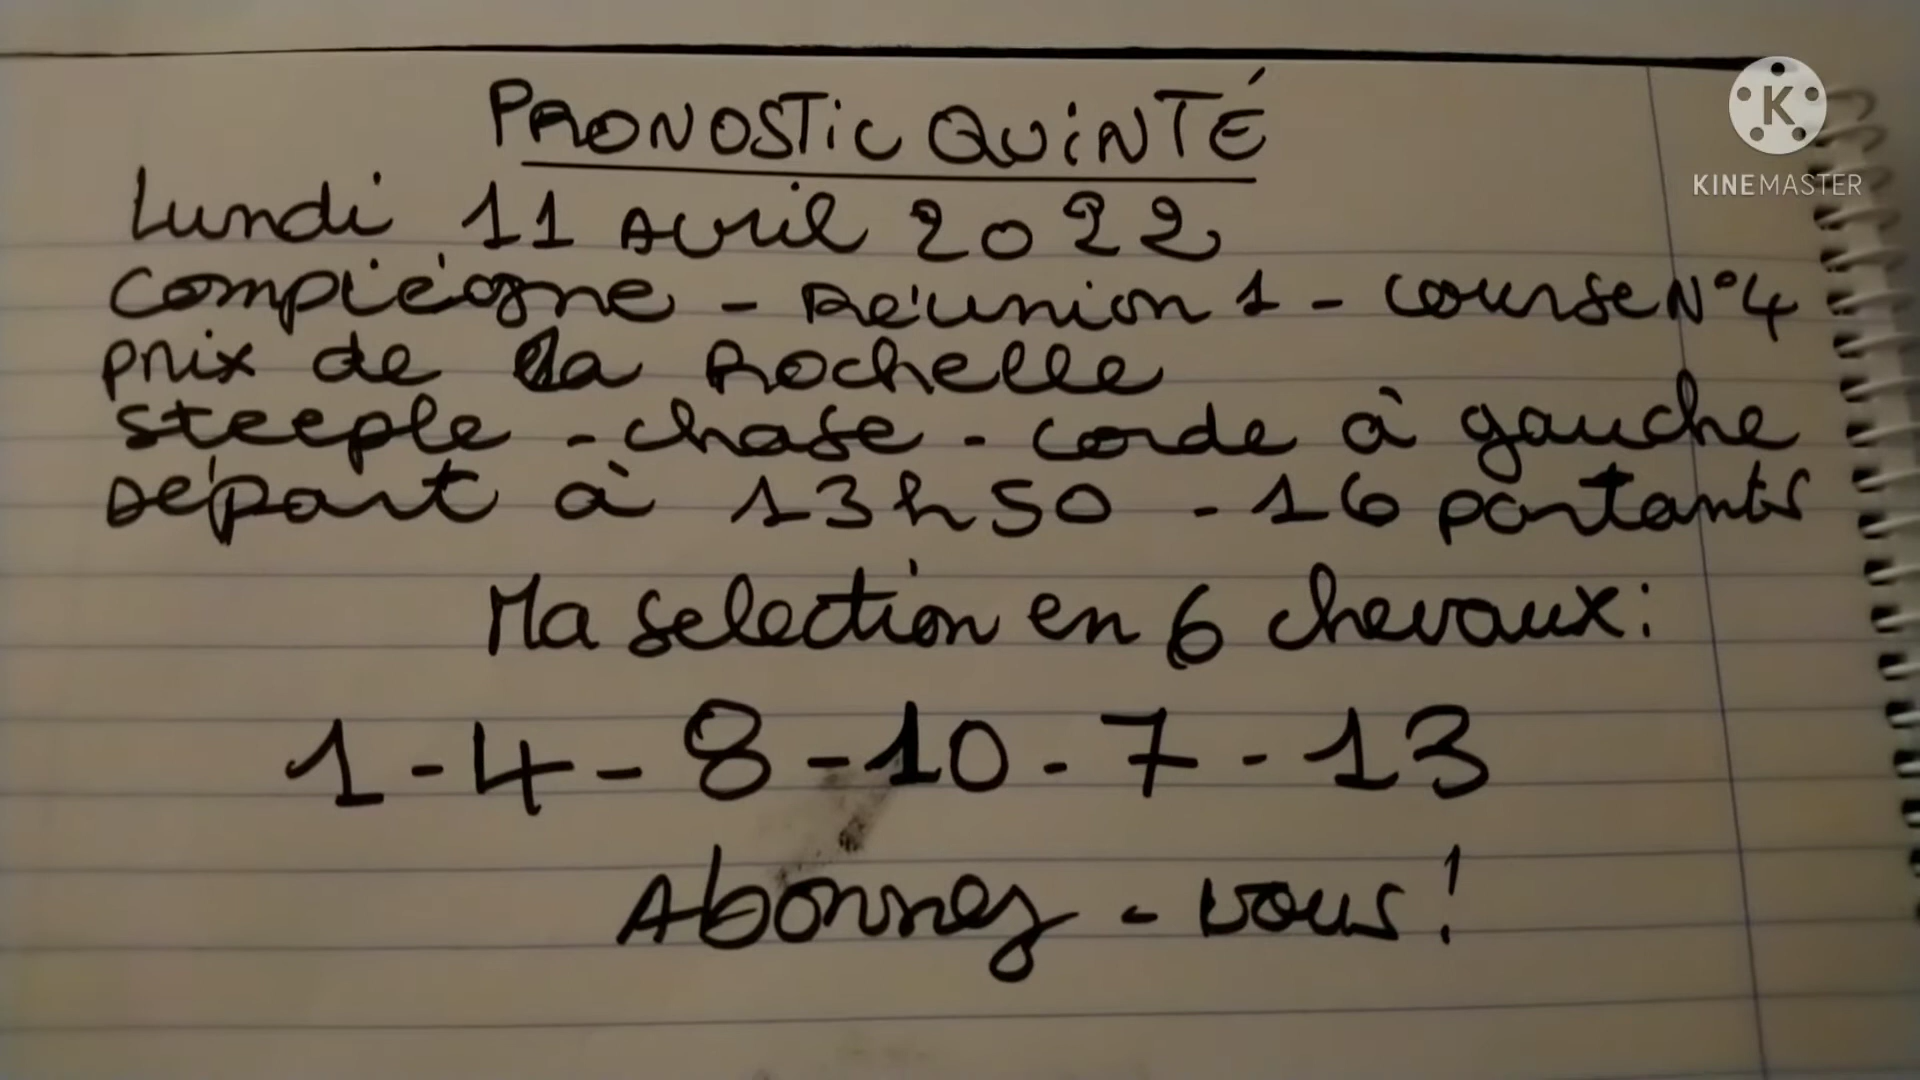 PRONOSTIC QUINTÉ
KINEMASTER
Lundi 11 Avril 2022
Compiégne - Réunion 1 - Course N°4
prix de La Rochelle
steeple - chase - corde à gauche
Départ à 13h50 - 16 partants
Ma selection en 6 chevaux :
1 - 4 - 8 - 10 - 7 - 13
Abonnez - vous !